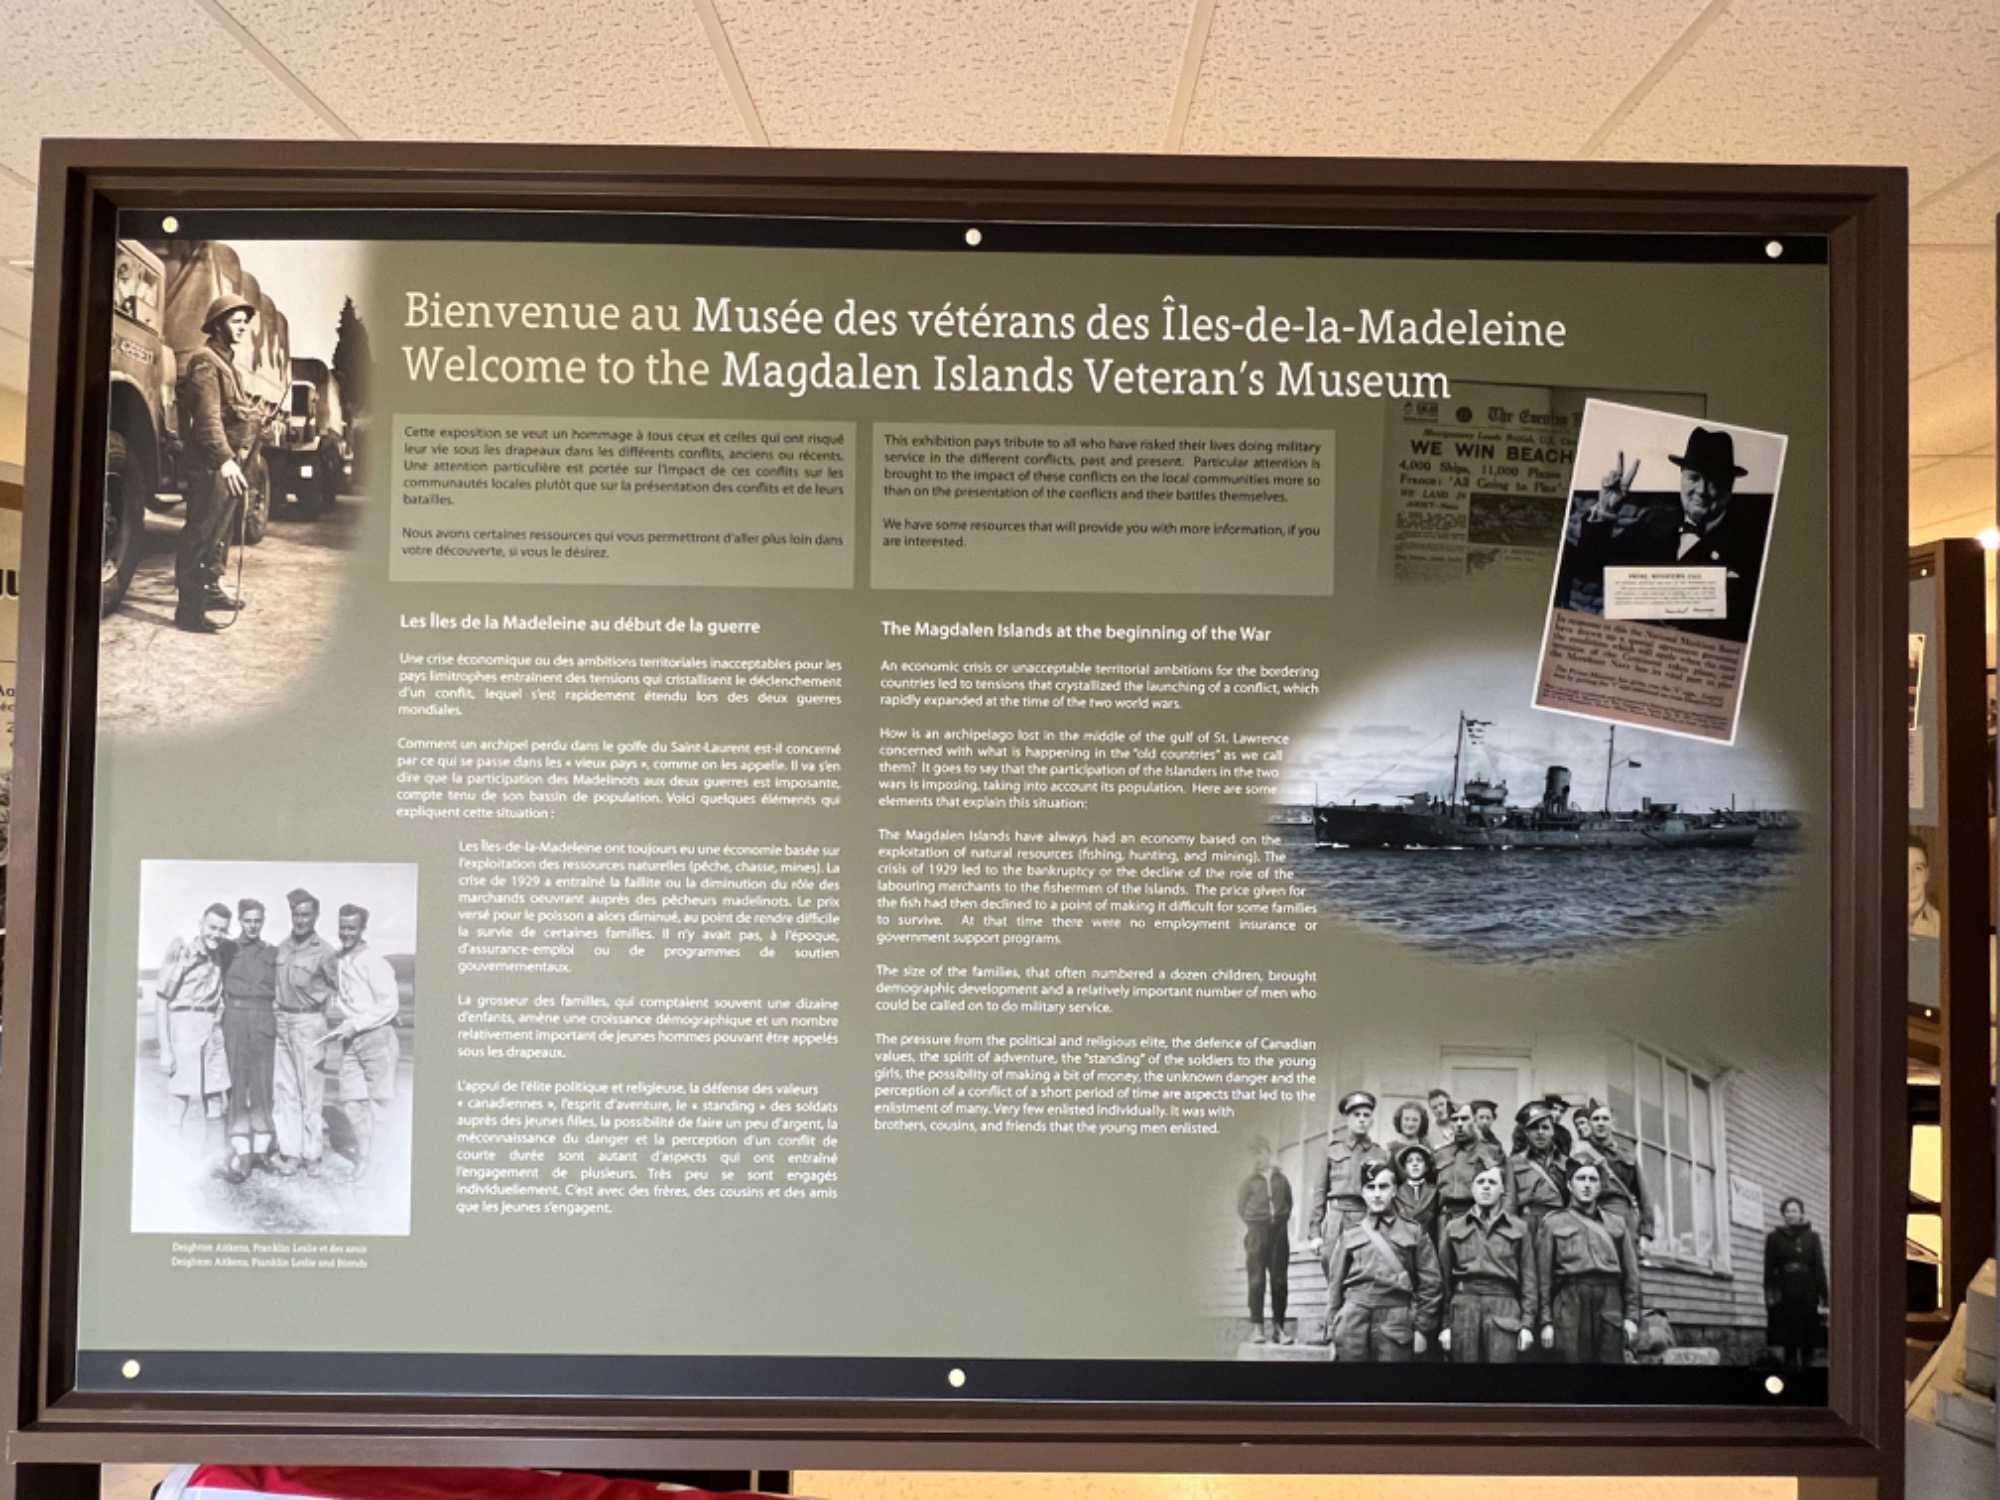 Bienvenue au Musée des vétérans des Îles-de-la-Madeleine
Welcome to the Magdalen Islands Veteran's Museum
Cette exposition se veut un hommage à tous ceux et celles qui ont risqué
leur vie sous les drapeaux dans les différents conflits, anciens ou récents.
Une attention particulière est portée sur l'impact de ces conflits sur les
communautés locales plutôt que sur la présentation des conflits et de leurs
batailles.
Nous avons certaines ressources qui vous permettront d'aller plus loin dans
votre découverte, si vous le désirez.
This exhibition pays tribute to all who have risked their lives doing military
service in the different conflicts, past and present. Particular attention is
brought to the impact of these conflicts on the local communities more so
than on the presentation of the conflicts and their battles themselves.
We have some resources that will provide you with more information, if you
are interested.
Les Îles de la Madeleine au début de la guerre
Une crise économique ou des ambitions territoriales inacceptables pour les
pays limitrophes entraînent des tensions qui cristallisent le déclenchement
d'un conflit, lequel s'est rapidement étendu lors des deux guerres
mondiales.
Comment un archipel perdu dans le golfe du Saint-Laurent est-il concerné
par ce qui se passe dans les « vieux pays », comme on les appelle. Il va s'en
dire que la participation des Madelinots aux deux guerres est imposante,
compte tenu de son bassin de population. Voici quelques éléments qui
expliquent cette situation :
Les Îles-de-la-Madeleine ont toujours eu une économie basée sur
l'exploitation des ressources naturelles (pêche, chasse, mines). La
crise de 1929 a entraîné la faillite ou la diminution du rôle des
marchands oeuvrant auprès des pêcheurs madelinots. Le prix
versé pour le poisson a alors diminué, au point de rendre difficile
la survie de certaines familles. Il n'y avait pas, à l'époque,
d'assurance-emploi ou de programmes de soutien
gouvernementaux.
La grosseur des familles, qui comptaient souvent une dizaine
d'enfants, amène une croissance démographique et un nombre
relativement important de jeunes hommes pouvant être appelés
sous les drapeaux.
L'appui de l'élite politique et religieuse, la défense des valeurs
« canadiennes », l'esprit d'aventure, le « standing » des soldats
auprès des jeunes filles, la possibilité de faire un peu d'argent, la
méconnaissance du danger et la perception d'un conflit de
courte durée sont autant d'aspects qui ont entraîné
l'engagement de plusieurs. Très peu se sont engagés
individuellement. C'est avec des frères, des cousins et des amis
que les jeunes s'engagent.
The Magdalen Islands at the beginning of the War
An economic crisis or unacceptable territorial ambitions for the bordering
countries led to tensions that crystallized the launching of a conflict, which
rapidly expanded at the time of the two world wars.
How is an archipelago lost in the middle of the gulf of St. Lawrence
concerned with what is happening in the "old countries" as we call
them? It goes to say that the participation of the Islanders in the two
wars is imposing, taking into account its population. Here are some
elements that explain this situation:
The Magdalen Islands have always had an economy based on the
exploitation of natural resources (fishing, hunting, and mining). The
crisis of 1929 led to the bankruptcy or the decline of the role of the
labouring merchants to the fishermen of the Islands. The price given for
the fish had then declined to a point of making it difficult for some families
to survive. At that time there were no employment insurance or
government support programs.
The size of the families, that often numbered a dozen children, brought
demographic development and a relatively important number of men who
could be called on to do military service.
The pressure from the political and religious elite, the defence of Canadian
values, the spirit of adventure, the "standing" of the soldiers to the young
girls, the possibility of making a bit of money, the unknown danger and the
perception of a conflict of a short period of time are aspects that led to the
enlistment of many. Very few enlisted individually. It was with
brothers, cousins, and friends that the young men enlisted.
The Evening
Montgomery Leads British, U.S.
WE WIN BEACH
4,000 Ships, 11,000 Planes
France: 'All Going to Plan'
WE LAND IN
Deighton Aitkens, Franklin Leslie et des amis
Deighton Aitkens, Franklin Leslie and friends